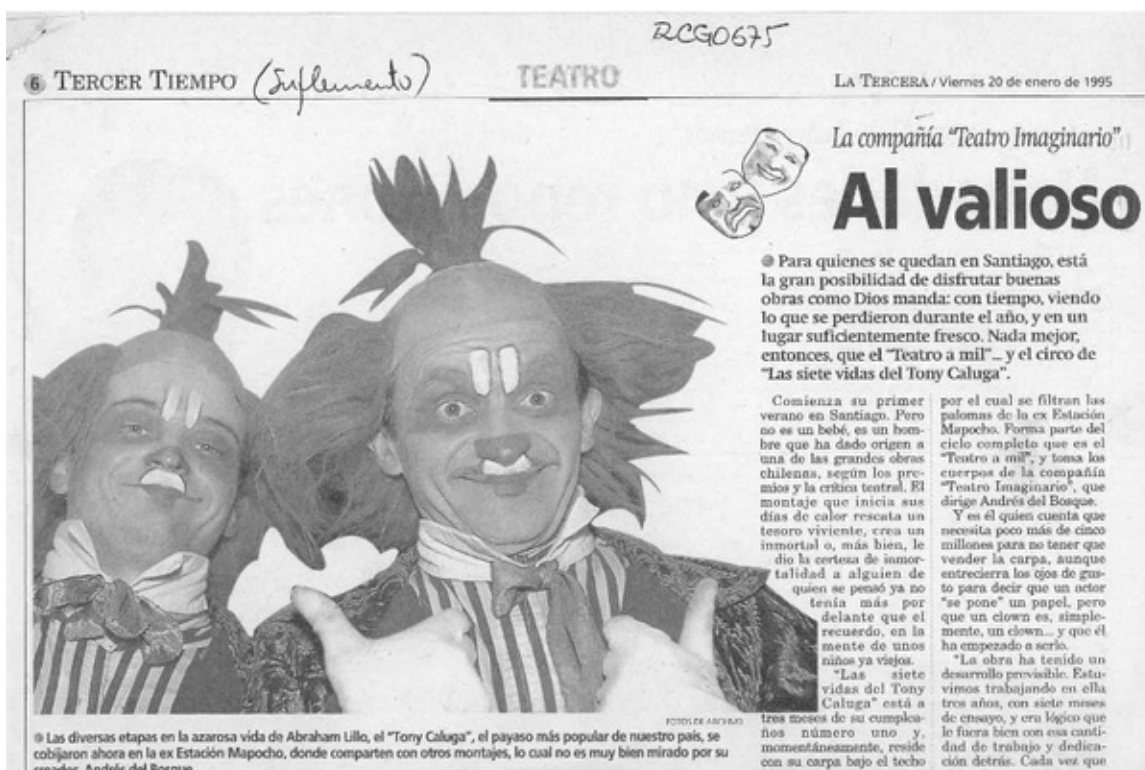 RCG0675
6 TERCER TIEMPO (Suplemento)
TEATRO
LA TERCERA / Viernes 20 de enero de 1995
La compañía "Teatro Imaginario"
Al valioso
Para quienes se quedan en Santiago, está
la gran posibilidad de disfrutar buenas
obras como Dios manda: con tiempo, viendo
lo que se perdieron durante el año, y en un
lugar suficientemente fresco. Nada mejor,
entonces, que el "Teatro a mil"... y el circo de
"Las siete vidas del Tony Caluga".
Comienza su primer
verano en Santiago. Pero
no es un bebé, es un hom-
bre que ha dado origen a
una de las grandes obras
chilenas, según los pre-
mios y la crítica teatral. El
montaje que inicia sus
días de calor rescata un
tesoro viviente, crea un
inmortal o, más bien, le
dio la certeza de inmor-
talidad a alguien de
quien se pensó ya no
tenía más por
delante que el
recuerdo, en la
mente de unos
niños ya viejos.
"Las siete
vidas del Tony
Caluga" está a
tres meses de su cumplea-
ños número uno y,
momentáneamente, reside
con su carpa bajo el techo
por el cual se filtran las
palomas de la ex Estación
Mapocho. Forma parte del
ciclo completo que es el
"Teatro a mil", y toma los
cuerpos de la compañía
"Teatro Imaginario", que
dirige Andrés del Bosque.
Y es él quien cuenta que
necesita poco más de cinco
millones para no tener que
vender la carpa, aunque
entrecierra los ojos de gus-
to para decir que un actor
"se pone" un papel, pero
que un clown es, simple-
mente, un clown... y que él
ha empezado a serlo.
"La obra ha tenido un
desarrollo previsible. Estu-
vimos trabajando en ella
tres años, con siete meses
de ensayo, y era lógico que
le fuera bien con esa canti-
dad de trabajo y dedica-
ción detrás. Cada vez que
FOTOS DE ARCHIVO
Las diversas etapas en la azarosa vida de Abraham Lillo, el "Tony Caluga", el payaso más popular de nuestro país, se
cobijaron ahora en la ex Estación Mapocho, donde comparten con otros montajes, lo cual no es muy bien mirado por su
creador, Andrés del Bosque.